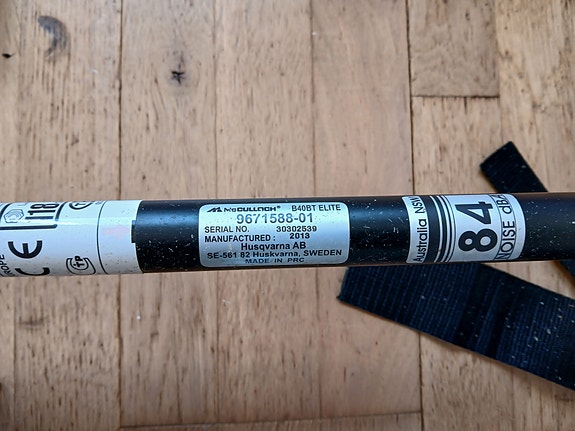 McCULLOCH® B40BT ELITE
9671588-01
SERIAL NO. 30302539
MANUFACTURED : 2013
Husqvarna AB
SE-561 82 Huskvarna, SWEDEN
MADE IN PRC
Australia NSW
84
NOISE dB
CE
118